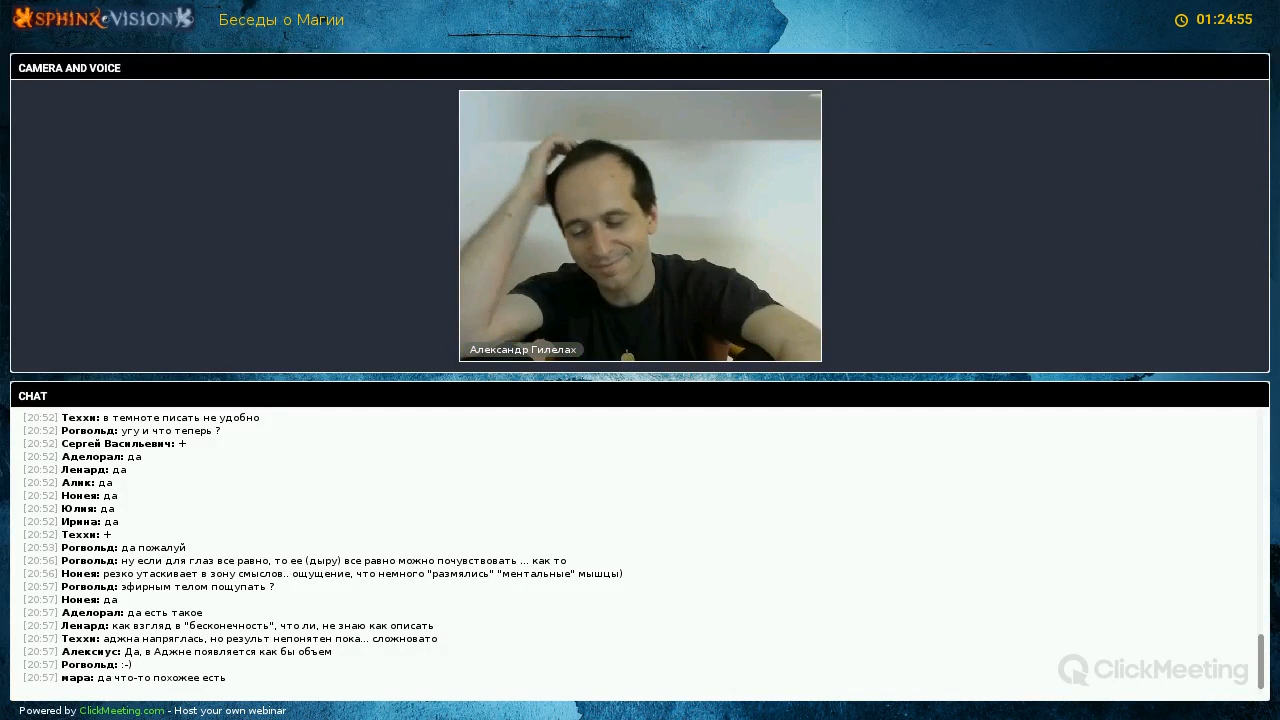 SPHINX VISION
Беседы о Магии
01:24:55
CAMERA AND VOICE
Александр Гилелах
CHAT
[20:52] Теххи: в темноте писать не удобно
[20:52] Рогвольд: угу и что теперь ?
[20:52] Сергей Васильевич: +
[20:52] Аделорал: да
[20:52] Ленард: да
[20:52] Алик: да
[20:52] Нонея: да
[20:52] Юлия: да
[20:52] Ирина: да
[20:52] Теххи: +
[20:53] Рогвольд: да пожалуй
[20:56] Рогвольд: ну если для глаз все равно, то ее (дыру) все равно можно почувствовать ... как то
[20:56] Нонея: резко утаскивает в зону смыслов.. ощущение, что немного "размялись" "ментальные" мышцы)
[20:57] Рогвольд: эфирным телом пощупать ?
[20:57] Нонея: да
[20:57] Аделорал: да есть такое
[20:57] Ленард: как взгляд в "бесконечность", что ли, не знаю как описать
[20:57] Теххи: аджна напряглась, но результ непонятен пока... сложновато
[20:57] Алексиус: Да, в Аджне появляется как бы объем
[20:57] Рогвольд: :-)
[20:57] мара: да что-то похожее есть
ClickMeeting
Powered by ClickMeeting.com - Host your own webinar